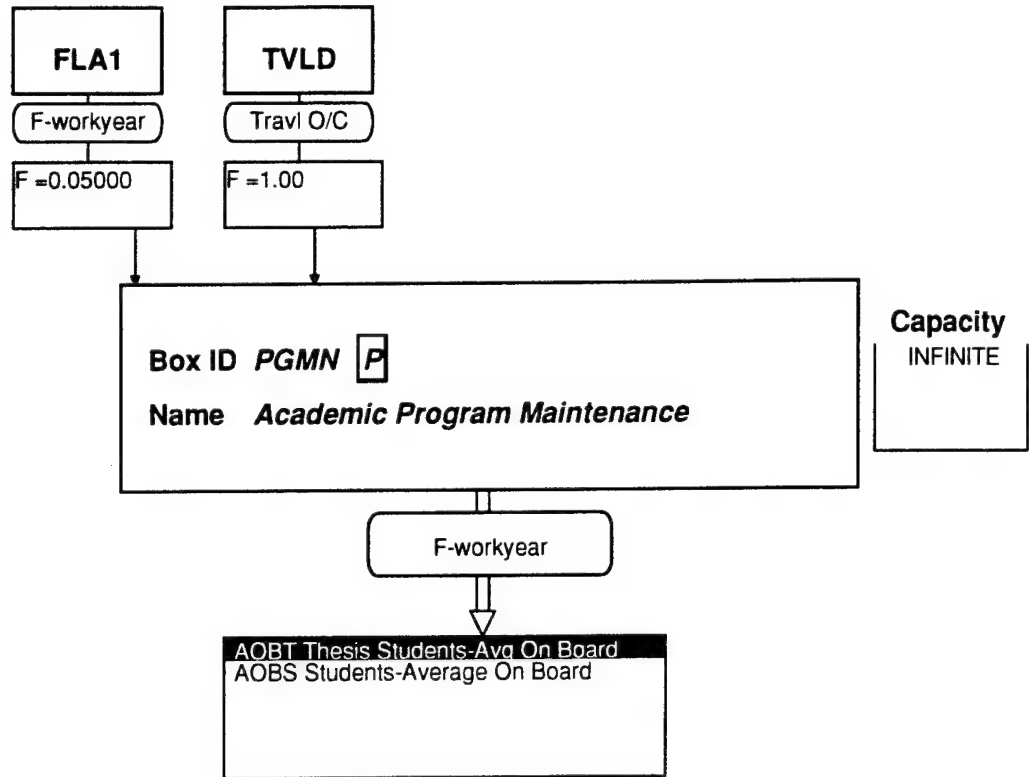 FLA1 TVLD
F-workyear Travl O/C
F =0.05000 F =1.00
Capacity
INFINITE
Box ID PGMN P
Name Academic Program Maintenance
F-workyear
AOBT Thesis Students-Avg On Board
AOBS Students-Average On Board